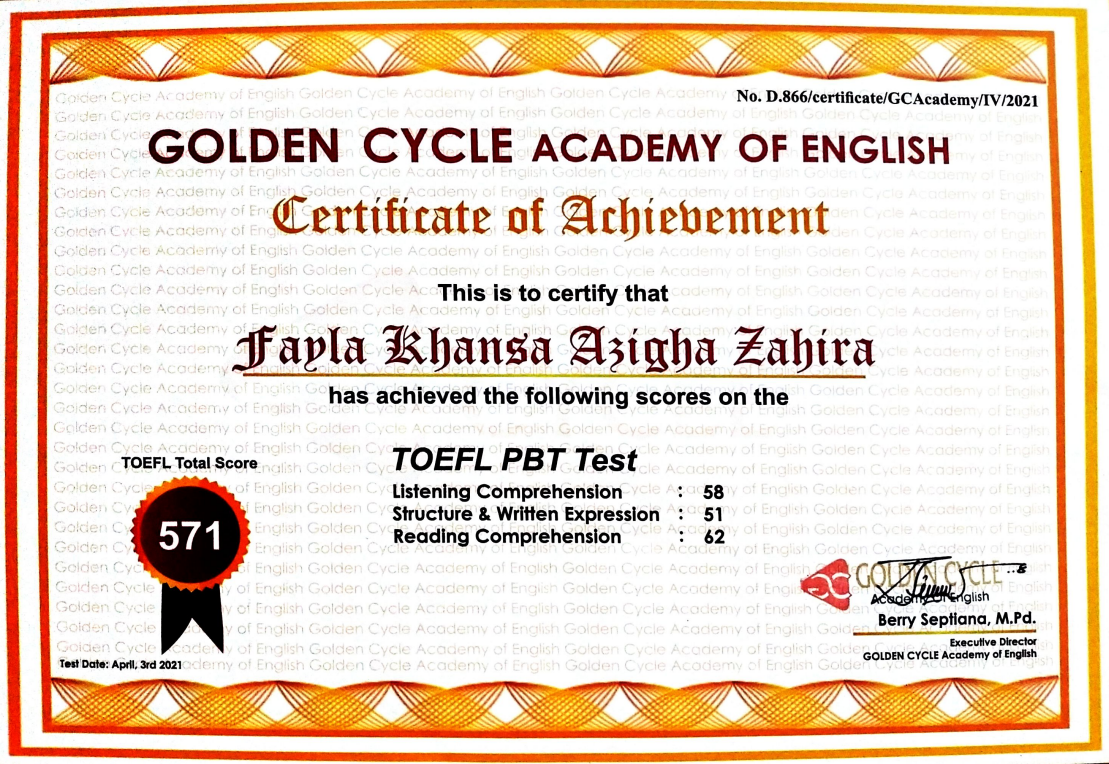 No. D.866/certificate/GCAcademy/IV/2021
GOLDEN CYCLE ACADEMY OF ENGLISH
Certificate of Achievement
This is to certify that
Fayla Khansa Azigha Zahira
has achieved the following scores on the
TOEFL Total Score
571
TOEFL PBT Test
Listening Comprehension : 58
Structure & Written Expression : 51
Reading Comprehension : 62
GOLDEN CYCLE
Academy Of English
Berry Septiana, M.Pd.
Executive Director
GOLDEN CYCLE Academy of English
Test Date: April, 3rd 2021